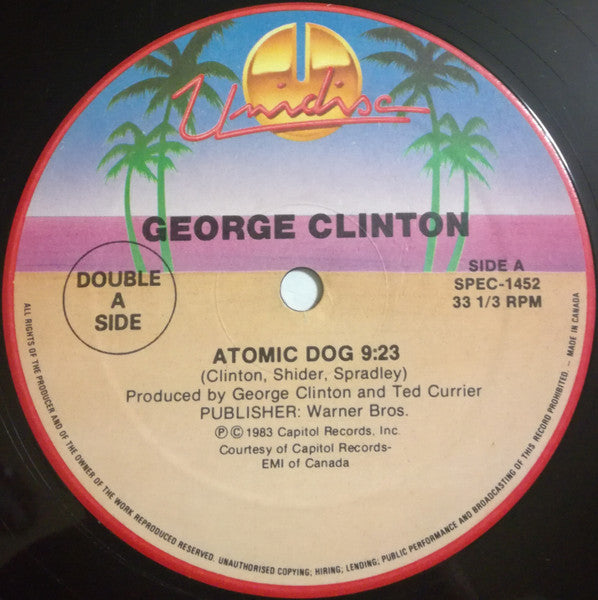 Unidisc
GEORGE CLINTON
DOUBLE
A
SIDE
SIDE A
SPEC-1452
33 1/3 RPM
ATOMIC DOG 9:23
(Clinton, Shider, Spradley)
Produced by George Clinton and Ted Currier
PUBLISHER: Warner Bros.
Ⓟ © 1983 Capitol Records, Inc.
Courtesy of Capitol Records-
EMI of Canada
ALL RIGHTS OF THE PRODUCER AND OF THE OWNER OF THE WORK REPRODUCED RESERVED. UNAUTHORISED COPYING; HIRING; LENDING; PUBLIC PERFORMANCE AND BROADCASTING OF THIS RECORD PROHIBITED. – MADE IN CANADA